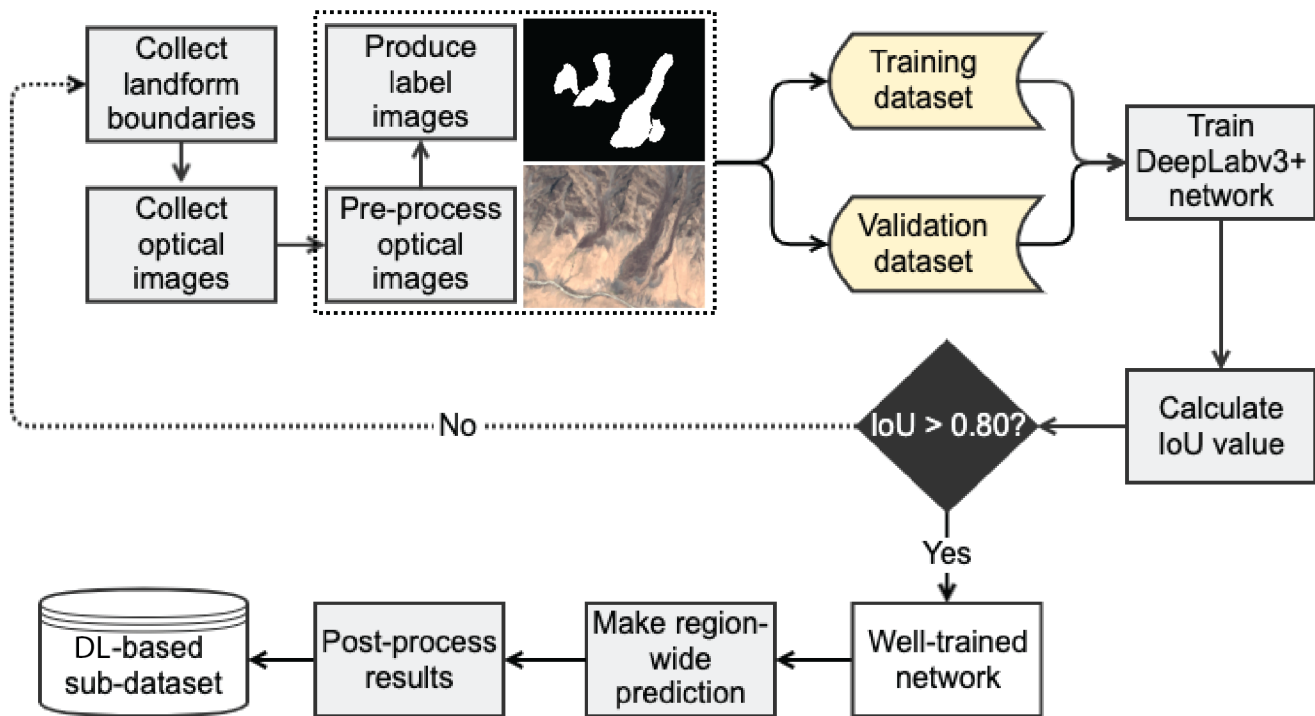 Collect
landform
boundaries
Produce
label
images
Training
dataset
Train
DeepLabv3+
network
Collect
optical
images
Pre-process
optical
images
Validation
dataset
Calculate
IoU value
IoU > 0.80?
No
Yes
Well-trained
network
Make region-
wide
prediction
Post-process
results
DL-based
sub-dataset